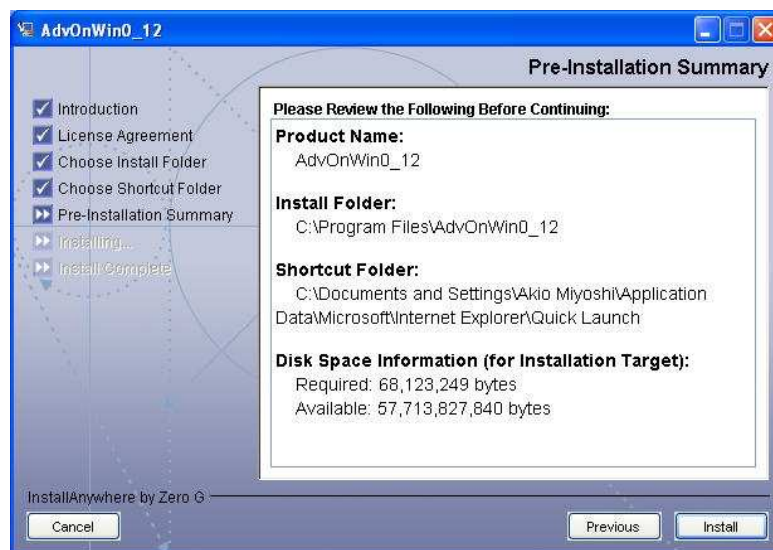 AdvOnWin0_12
Pre-Installation Summary
Introduction
License Agreement
Choose Install Folder
Choose Shortcut Folder
Pre-Installation Summary
Installing...
Install Complete
Please Review the Following Before Continuing:
Product Name:
AdvOnWin0_12
Install Folder:
C:\Program Files\AdvOnWin0_12
Shortcut Folder:
C:\Documents and Settings\Akio Miyoshi\Application
Data\Microsoft\Internet Explorer\Quick Launch
Disk Space Information (for Installation Target):
Required: 68,123,249 bytes
Available: 57,713,827,840 bytes
InstallAnywhere by Zero G
Cancel
Previous
Install